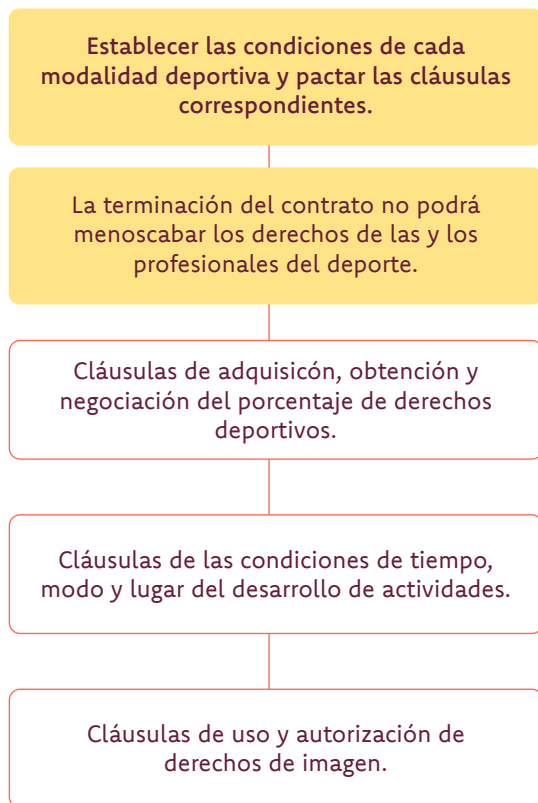 Establecer las condiciones de cada
modalidad deportiva y pactar las cláusulas
correspondientes.
La terminación del contrato no podrá
menoscabar los derechos de las y los
profesionales del deporte.
Cláusulas de adquisicón, obtención y
negociación del porcentaje de derechos
deportivos.
Cláusulas de las condiciones de tiempo,
modo y lugar del desarrollo de actividades.
Cláusulas de uso y autorización de
derechos de imagen.